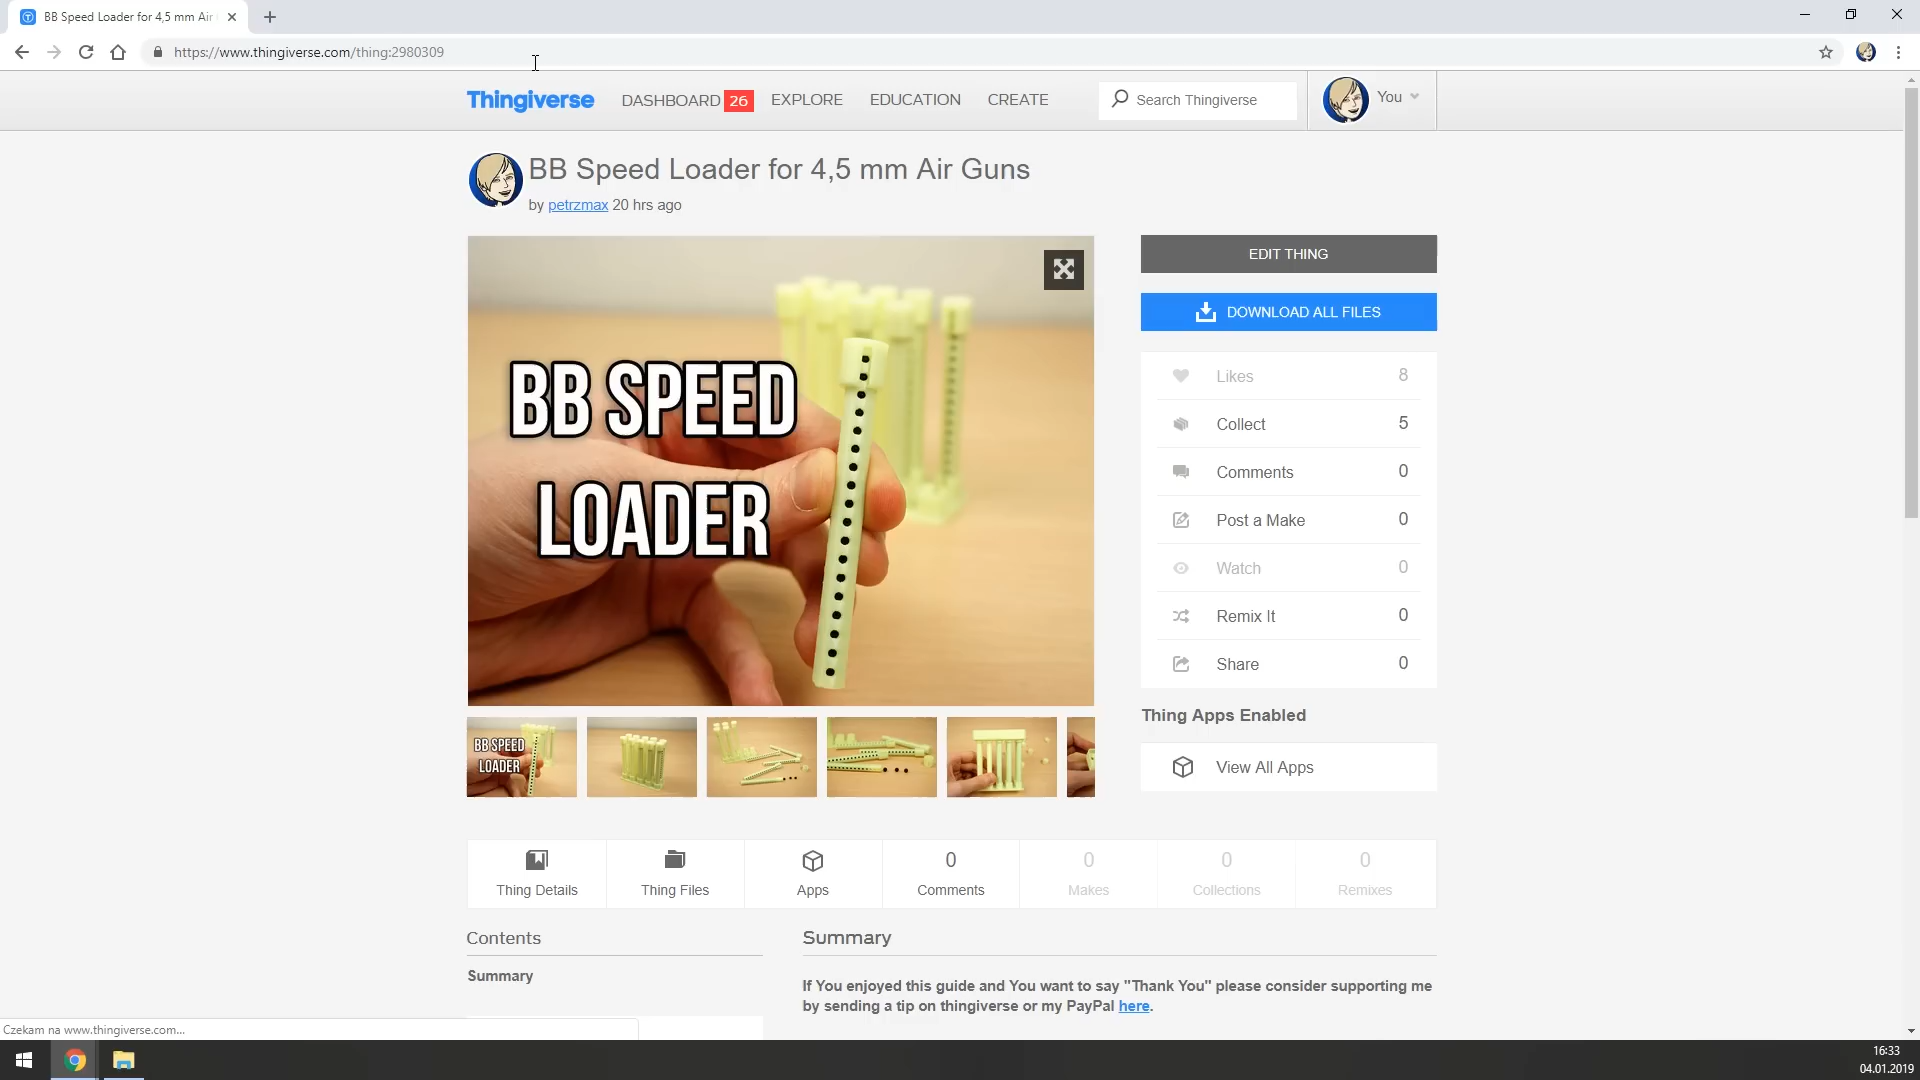 BB Speed Loader for 4,5 mm Air
https://www.thingiverse.com/thing:2980309
Thingiverse DASHBOARD 26 EXPLORE EDUCATION CREATE Search Thingiverse You
BB Speed Loader for 4,5 mm Air Guns
by petrzmax 20 hrs ago
BB SPEED
LOADER
EDIT THING
DOWNLOAD ALL FILES
Likes 8
Collect 5
Comments 0
Post a Make 0
Watch 0
Remix It 0
Share 0
Thing Apps Enabled
View All Apps
BB SPEED
LOADER
Thing Details
Thing Files
Apps
0
Comments
0
Makes
0
Collections
0
Remixes
Contents
Summary
Summary
If You enjoyed this guide and You want to say "Thank You" please consider supporting me
by sending a tip on thingiverse or my PayPal here.
Czekam na www.thingiverse.com...
16:33
04.01.2019